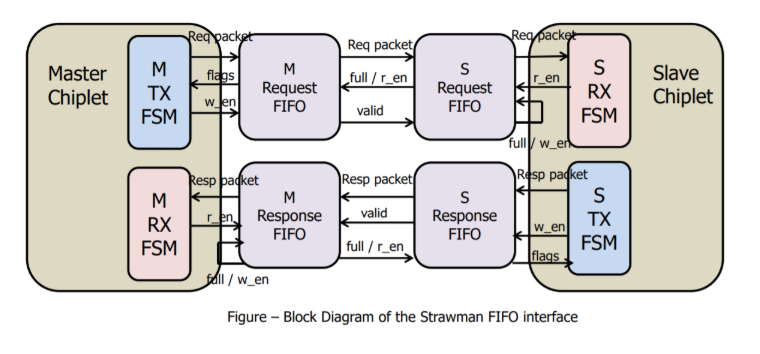 Master
Chiplet
M
TX
FSM
Req packet
flags
w_en
M
Request
FIFO
Req packet
full / r_en
valid
S
Request
FIFO
Req packet
r_en
full / w_en
S
RX
FSM
Slave
Chiplet
M
RX
FSM
Resp packet
r_en
full / w_en
M
Response
FIFO
Resp packet
valid
full / r_en
S
Response
FIFO
Resp packet
w_en
flags
S
TX
FSM
Figure – Block Diagram of the Strawman FIFO interface